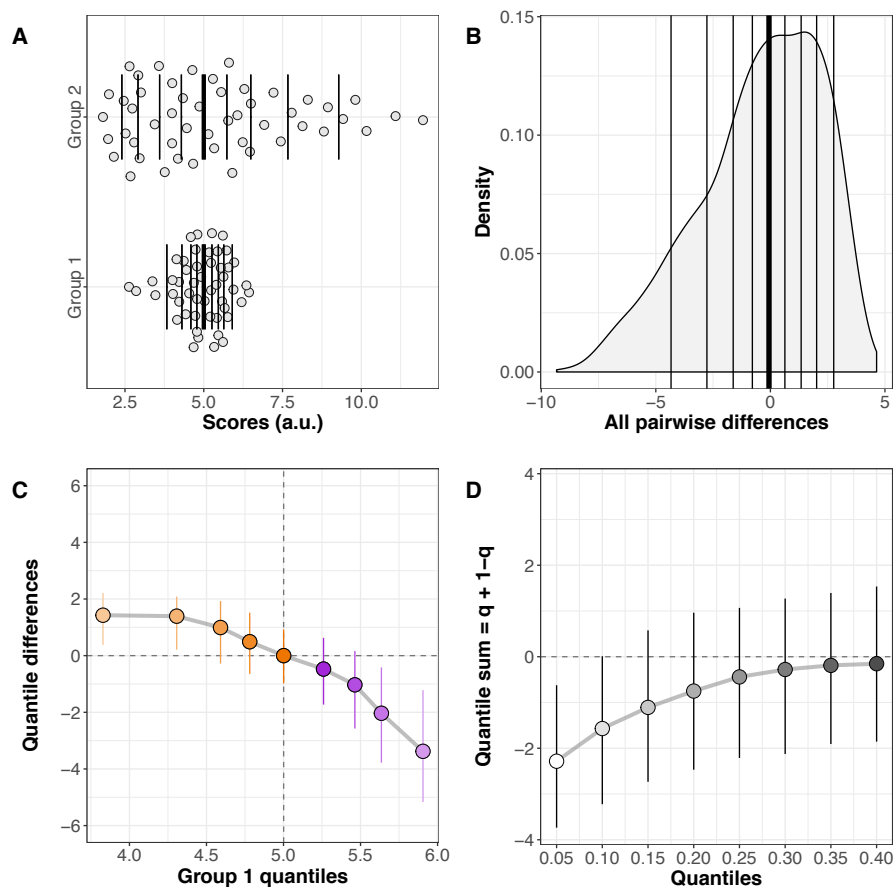 A
Group 2
Group 1
2.5 5.0 7.5 10.0
Scores (a.u.)
B
Density
0.15
0.10
0.05
0.00
−10 −5 0 5
All pairwise differences
C
Quantile differences
6
4
2
0
−2
−4
−6
4.0 4.5 5.0 5.5 6.0
Group 1 quantiles
D
Quantile sum = q + 1−q
4
2
0
−2
−4
0.05 0.10 0.15 0.20 0.25 0.30 0.35 0.40
Quantiles